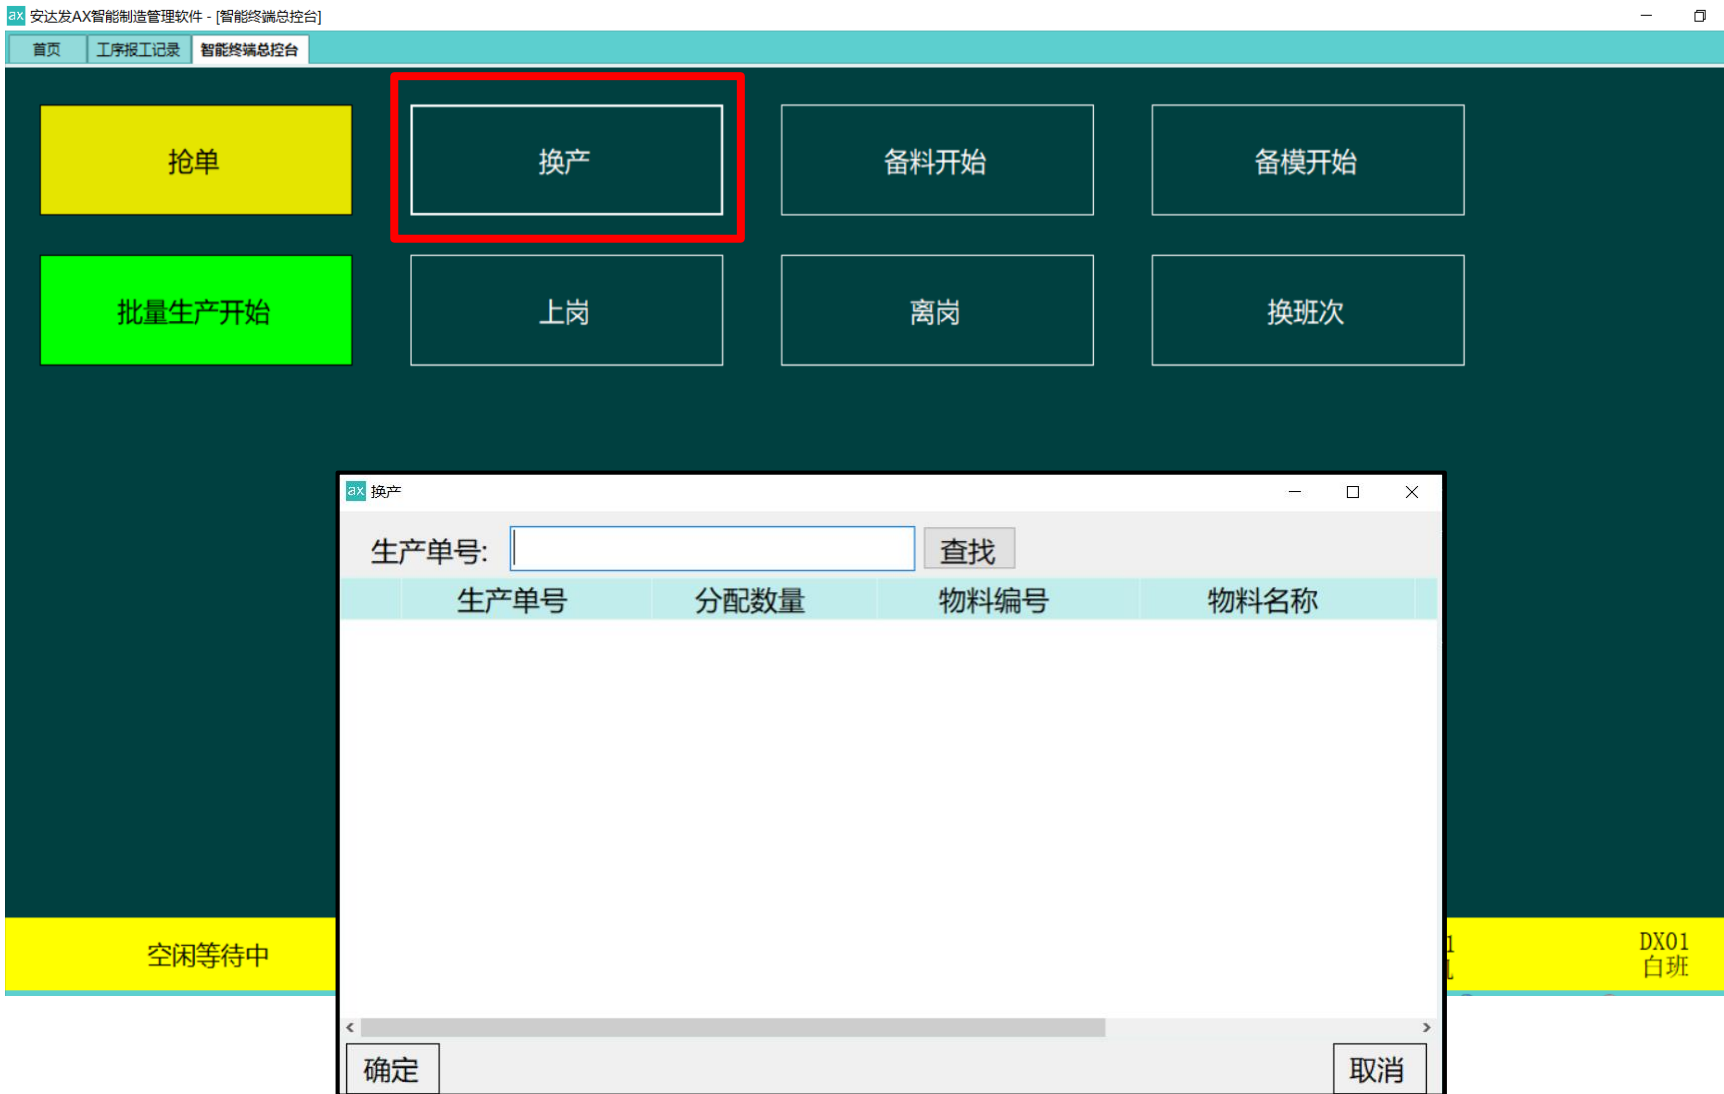 ax 安达发AX智能制造管理软件 - [智能终端总控台]
首页 工序报工记录 智能终端总控台
抢单 换产 备料开始 备模开始
批量生产开始 上岗 离岗 换班次
ax 换产
生产单号: 查找
生产单号 分配数量 物料编号 物料名称
空闲等待中
DX01
白班
确定 取消